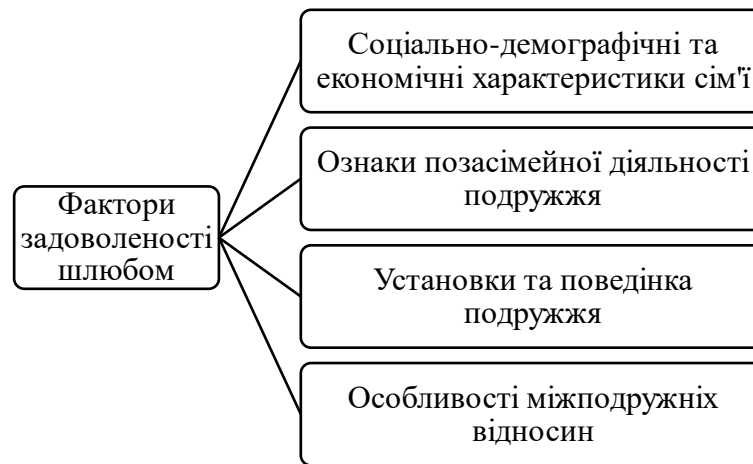 Соціально-демографічні та
економічні характеристики сім'ї
Ознаки позасімейної діяльності
подружжя
Фактори
задоволеності
шлюбом
Установки та поведінка
подружжя
Особливості міжподружніх
відносин